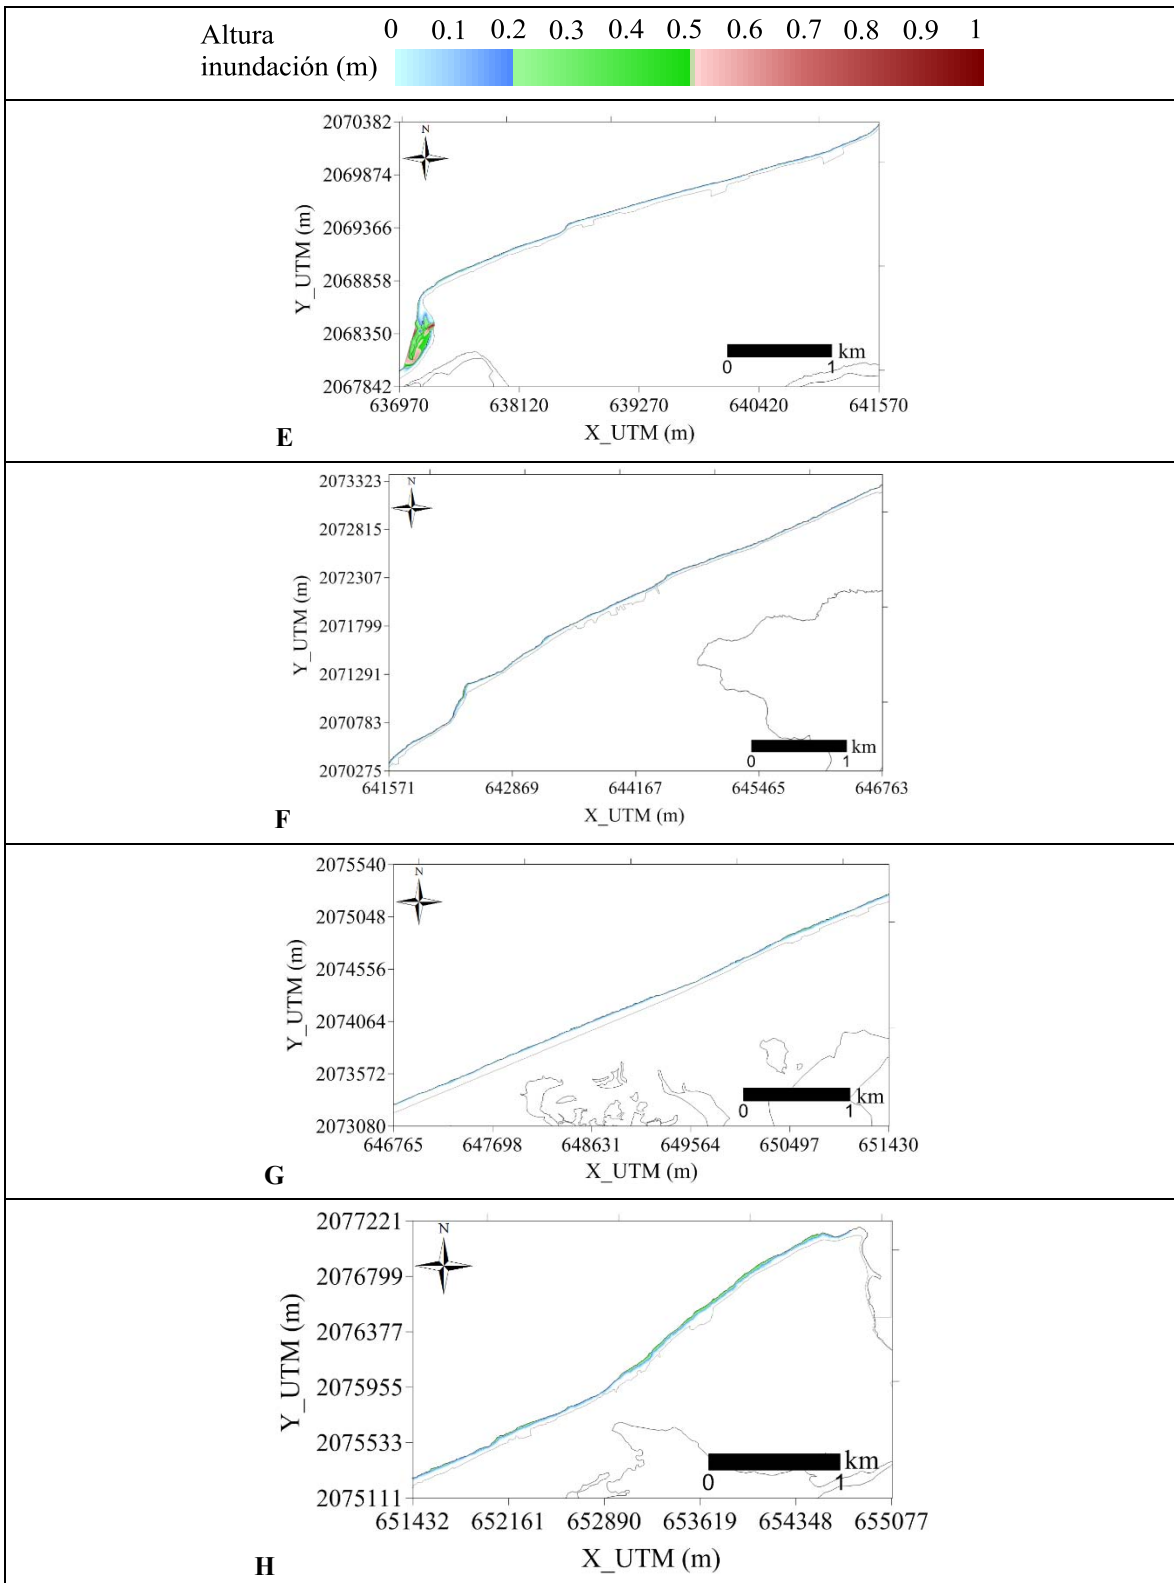 Altura
inundación (m)
0 0.1 0.2 0.3 0.4 0.5 0.6 0.7 0.8 0.9 1
2070382
2069874
2069366
2068858
2068350
2067842
Y_UTM (m)
N
km
0 1
636970 638120 639270 640420 641570
X_UTM (m)
E
2073323
2072815
2072307
2071799
2071291
2070783
2070275
Y_UTM (m)
N
km
0 1
641571 642869 644167 645465 646763
X_UTM (m)
F
2075540
2075048
2074556
2074064
2073572
2073080
Y_UTM (m)
N
km
0 1
646765 647698 648631 649564 650497 651430
X_UTM (m)
G
2077221
2076799
2076377
2075955
2075533
2075111
Y_UTM (m)
N
km
0 1
651432 652161 652890 653619 654348 655077
X_UTM (m)
H